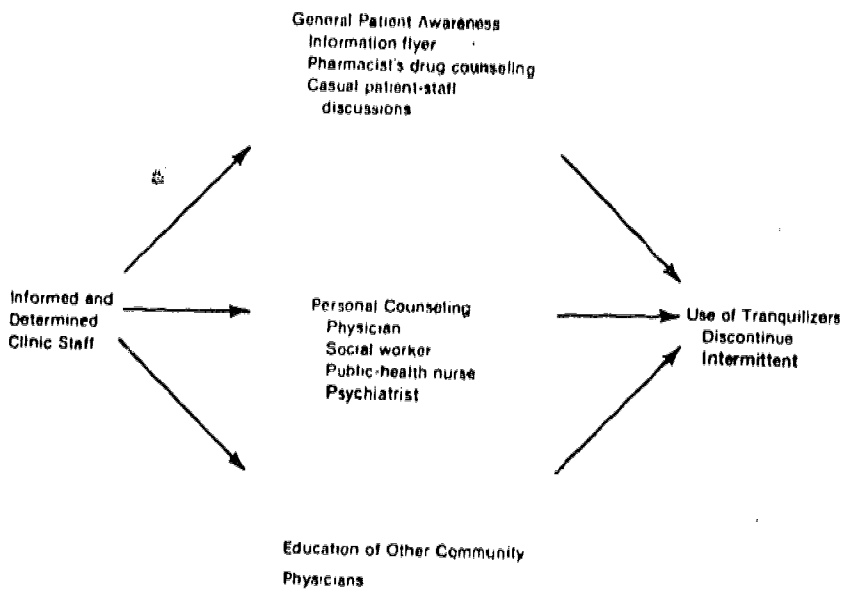 General Patient Awareness
Information flyer
Pharmacist's drug counseling
Casual patient-staff
discussions
Informed and
Determined
Clinic Staff
Personal Counseling
Physician
Social worker
Public-health nurse
Psychiatrist
Use of Tranquilizers
Discontinue
Intermittent
Education of Other Community
Physicians